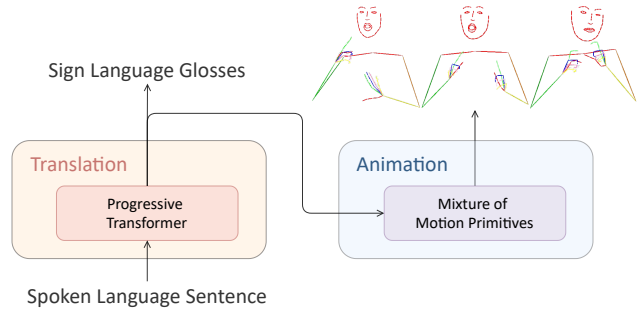 Sign Language Glosses
Translation
Progressive
Transformer
Spoken Language Sentence
Animation
Mixture of
Motion Primitives